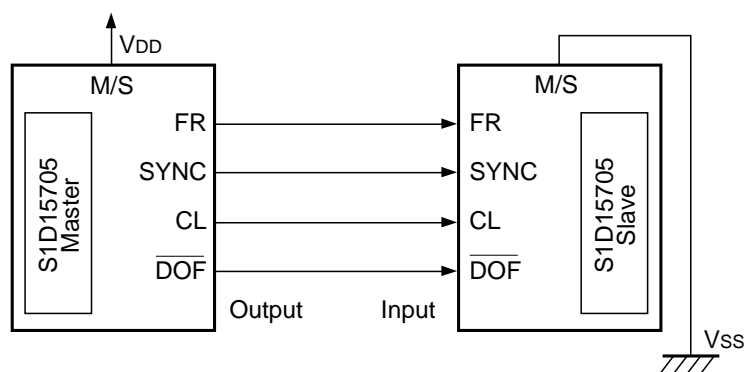 VDD
M/S
S1D15705
Master
FR
SYNC
CL
DOF
Output
Input
M/S
FR
SYNC
CL
DOF
S1D15705
Slave
VSS